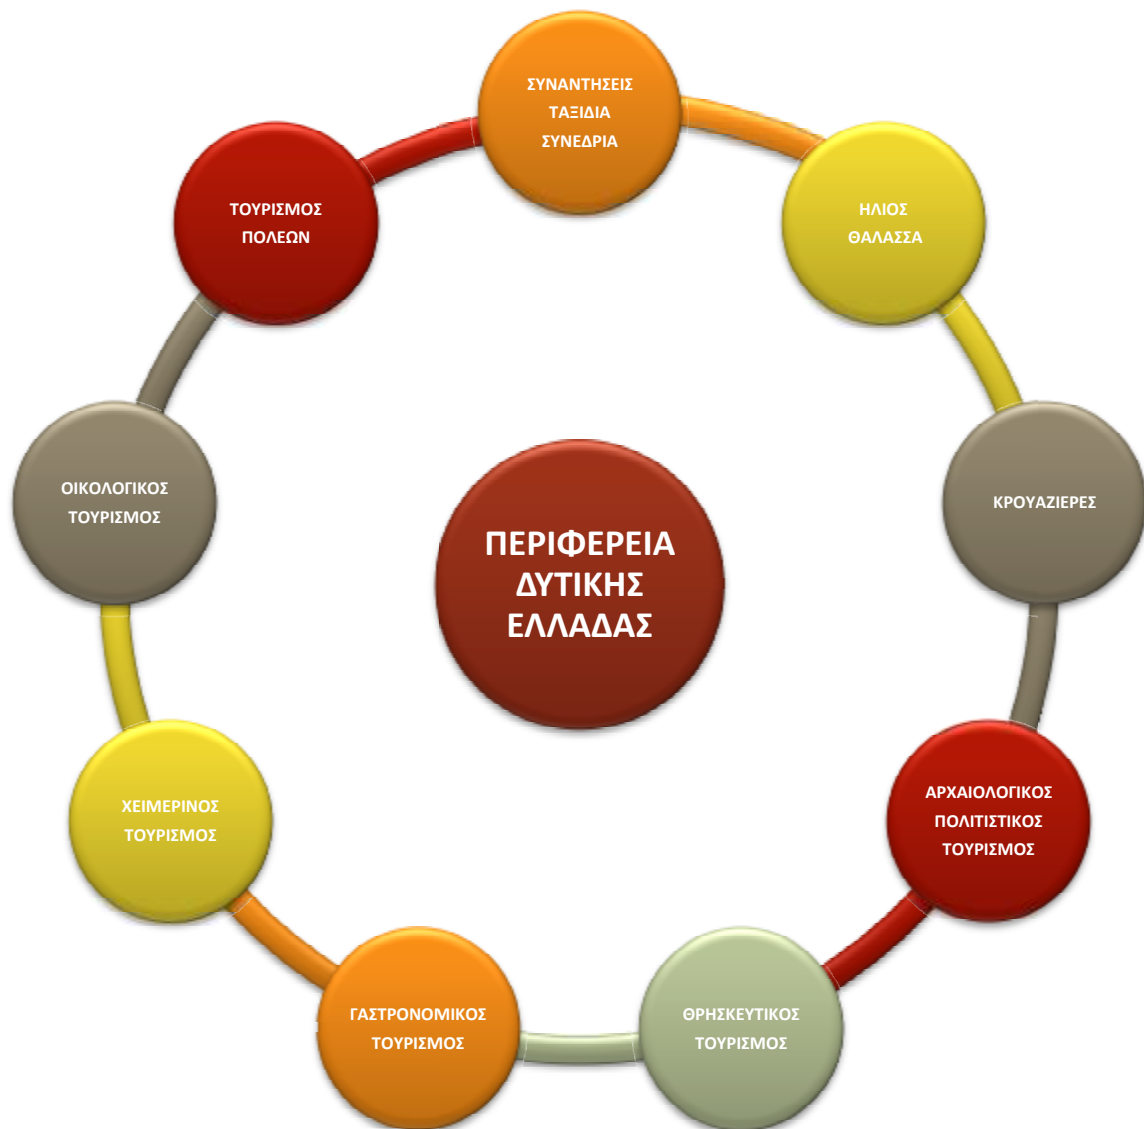 ΣΥΝΑΝΤΗΣΕΙΣ
ΤΑΞΙΔΙΑ
ΣΥΝΕΔΡΙΑ
ΗΛΙΟΣ
ΘΑΛΑΣΣΑ
ΚΡΟΥΑΖΙΕΡΕΣ
ΑΡΧΑΙΟΛΟΓΙΚΟΣ
ΠΟΛΙΤΙΣΤΙΚΟΣ
ΤΟΥΡΙΣΜΟΣ
ΘΡΗΣΚΕΥΤΙΚΟΣ
ΤΟΥΡΙΣΜΟΣ
ΓΑΣΤΡΟΝΟΜΙΚΟΣ
ΤΟΥΡΙΣΜΟΣ
ΧΕΙΜΕΡΙΝΟΣ
ΤΟΥΡΙΣΜΟΣ
ΟΙΚΟΛΟΓΙΚΟΣ
ΤΟΥΡΙΣΜΟΣ
ΤΟΥΡΙΣΜΟΣ
ΠΟΛΕΩΝ
ΠΕΡΙΦΕΡΕΙΑ
ΔΥΤΙΚΗΣ
ΕΛΛΑΔΑΣ